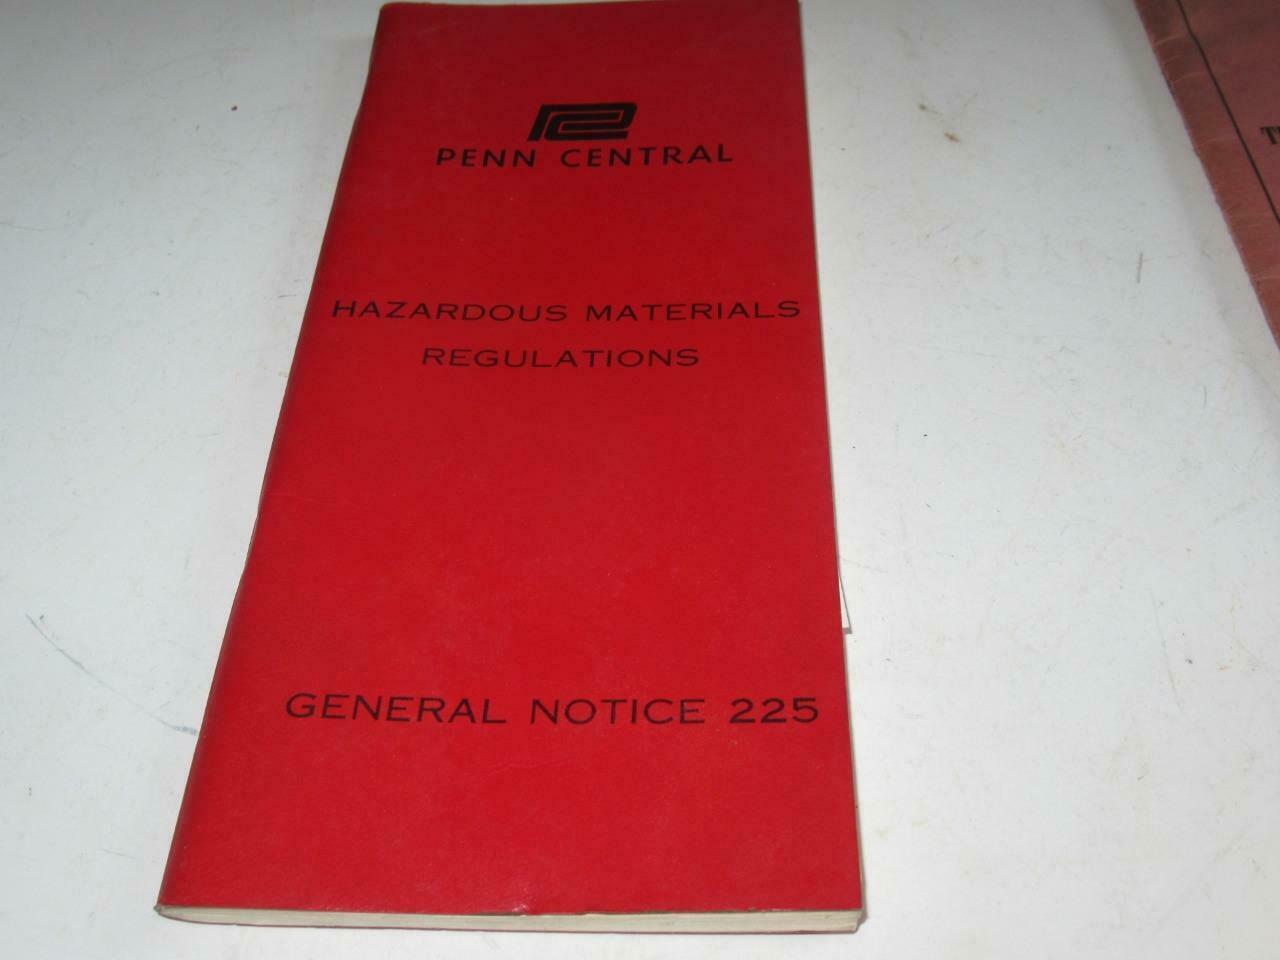 PENN CENTRAL
HAZARDOUS MATERIALS
REGULATIONS
GENERAL NOTICE 225